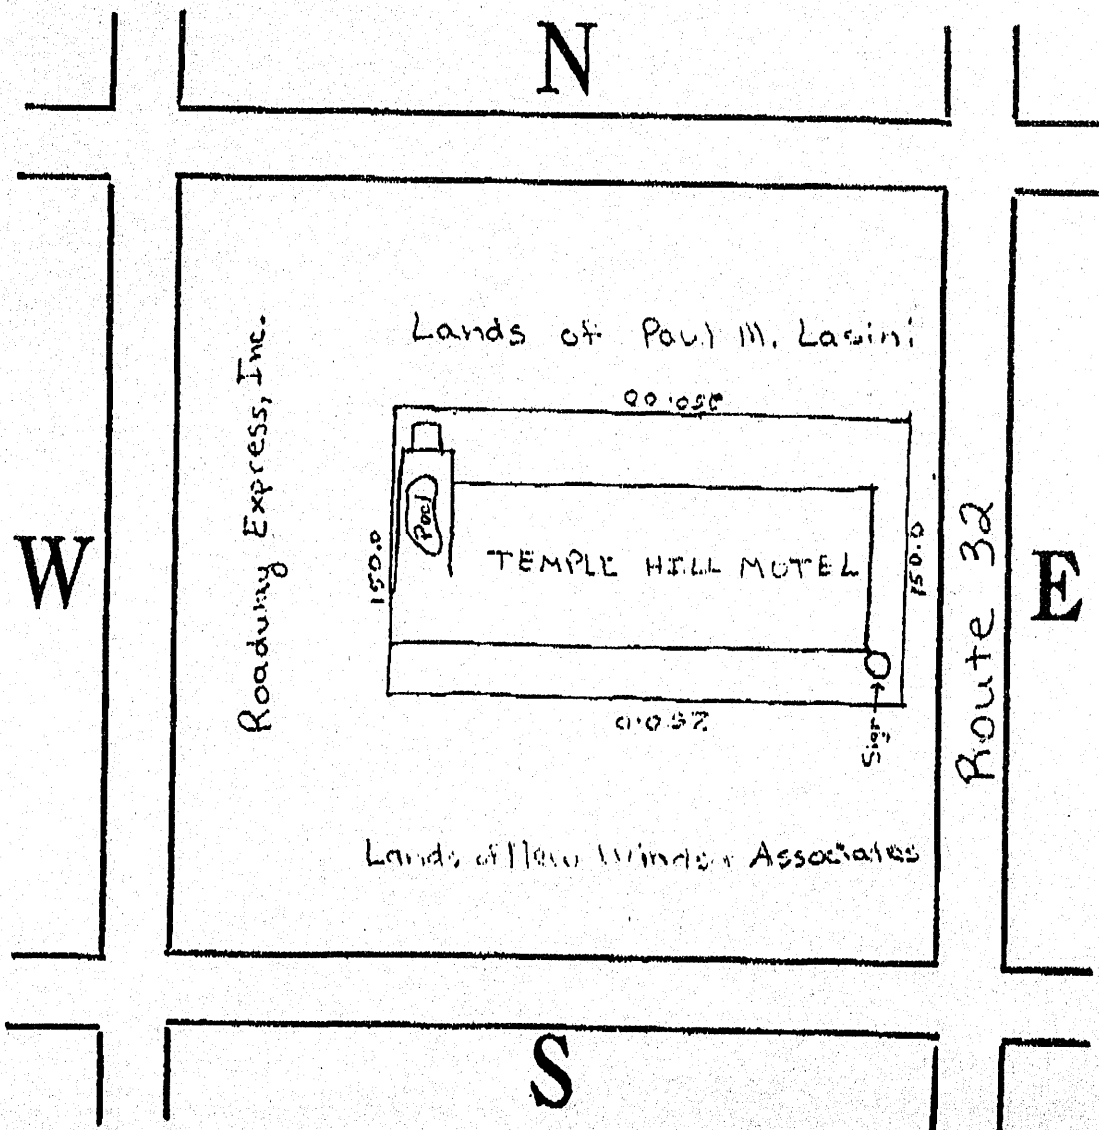 N
Lands of Paul M. Lasini
250.00
Roadway Express, Inc.
Pool
150.0
TEMPLE HILL MOTEL
150.0
Route 32
W
E
250.0
Sign
Lands of New Windsor Associates
S